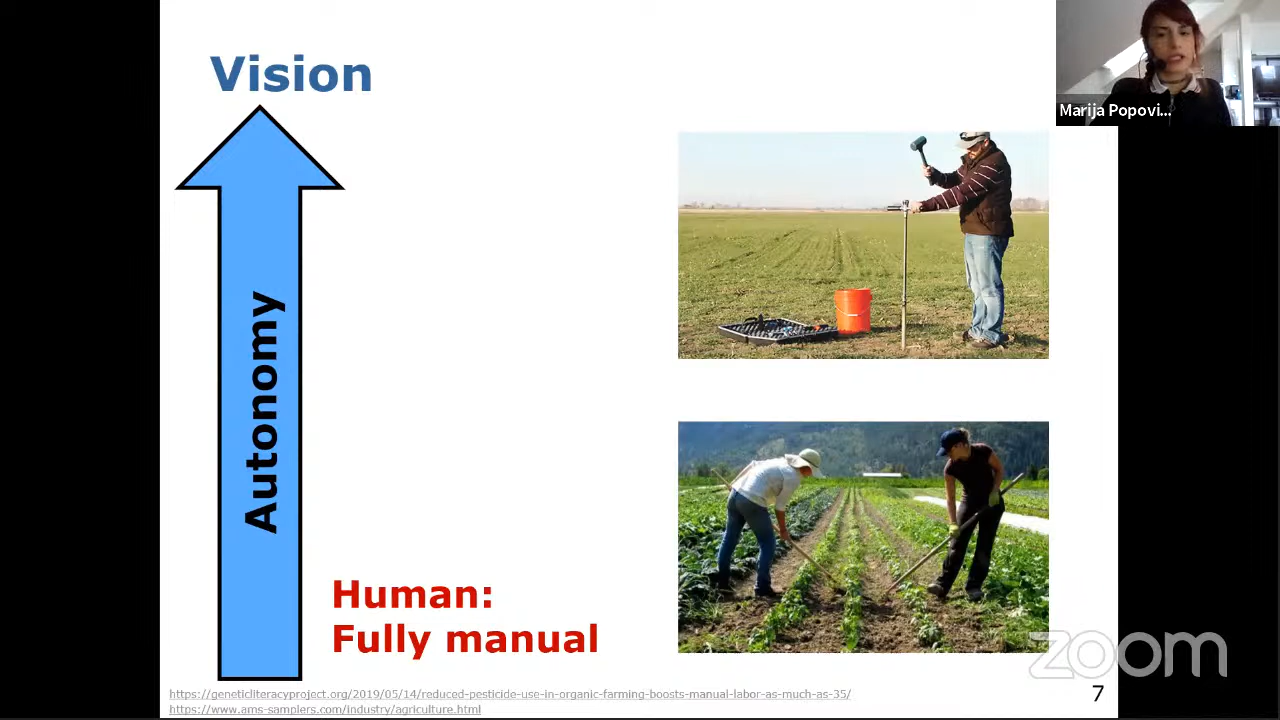 Vision
Marija Popovi...
Autonomy
Human:
Fully manual
zoom
https://geneticliteracyproject.org/2019/05/14/reduced-pesticide-use-in-organic-farming-boosts-manual-labor-as-much-as-35/
7
https://www.ams-samplers.com/industry/agriculture.html